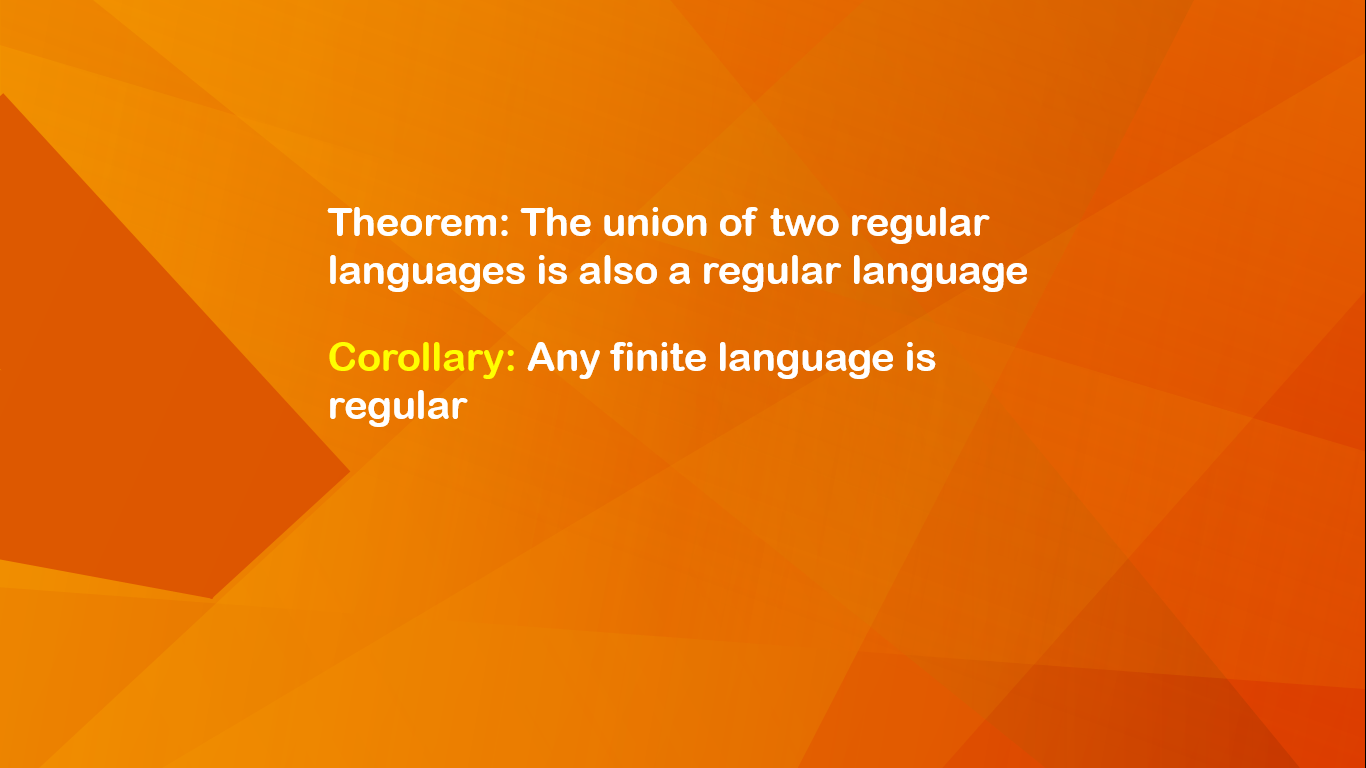 Theorem: The union of two regular
languages is also a regular language
Corollary: Any finite language is
regular